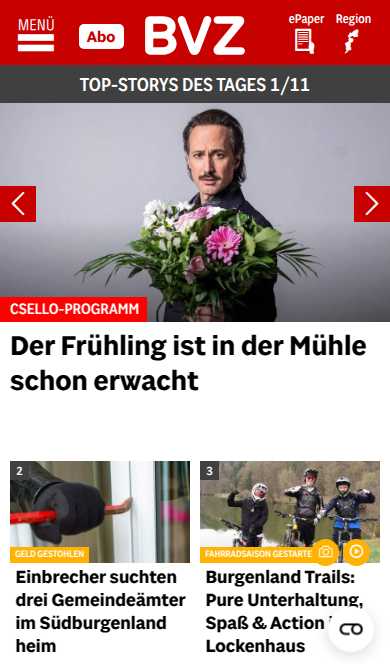 MENÜ
Abo
BVZ
ePaper
Region
TOP-STORYS DES TAGES 1/11
CSELLO-PROGRAMM
Der Frühling ist in der Mühle
schon erwacht
2
GELD GESTOHLEN
Einbrecher suchten
drei Gemeindeämter
im Südburgenland
heim
3
FAHRRADSAISON GESTARTE
Burgenland Trails:
Pure Unterhaltung,
Spaß & Action
Lockenhaus